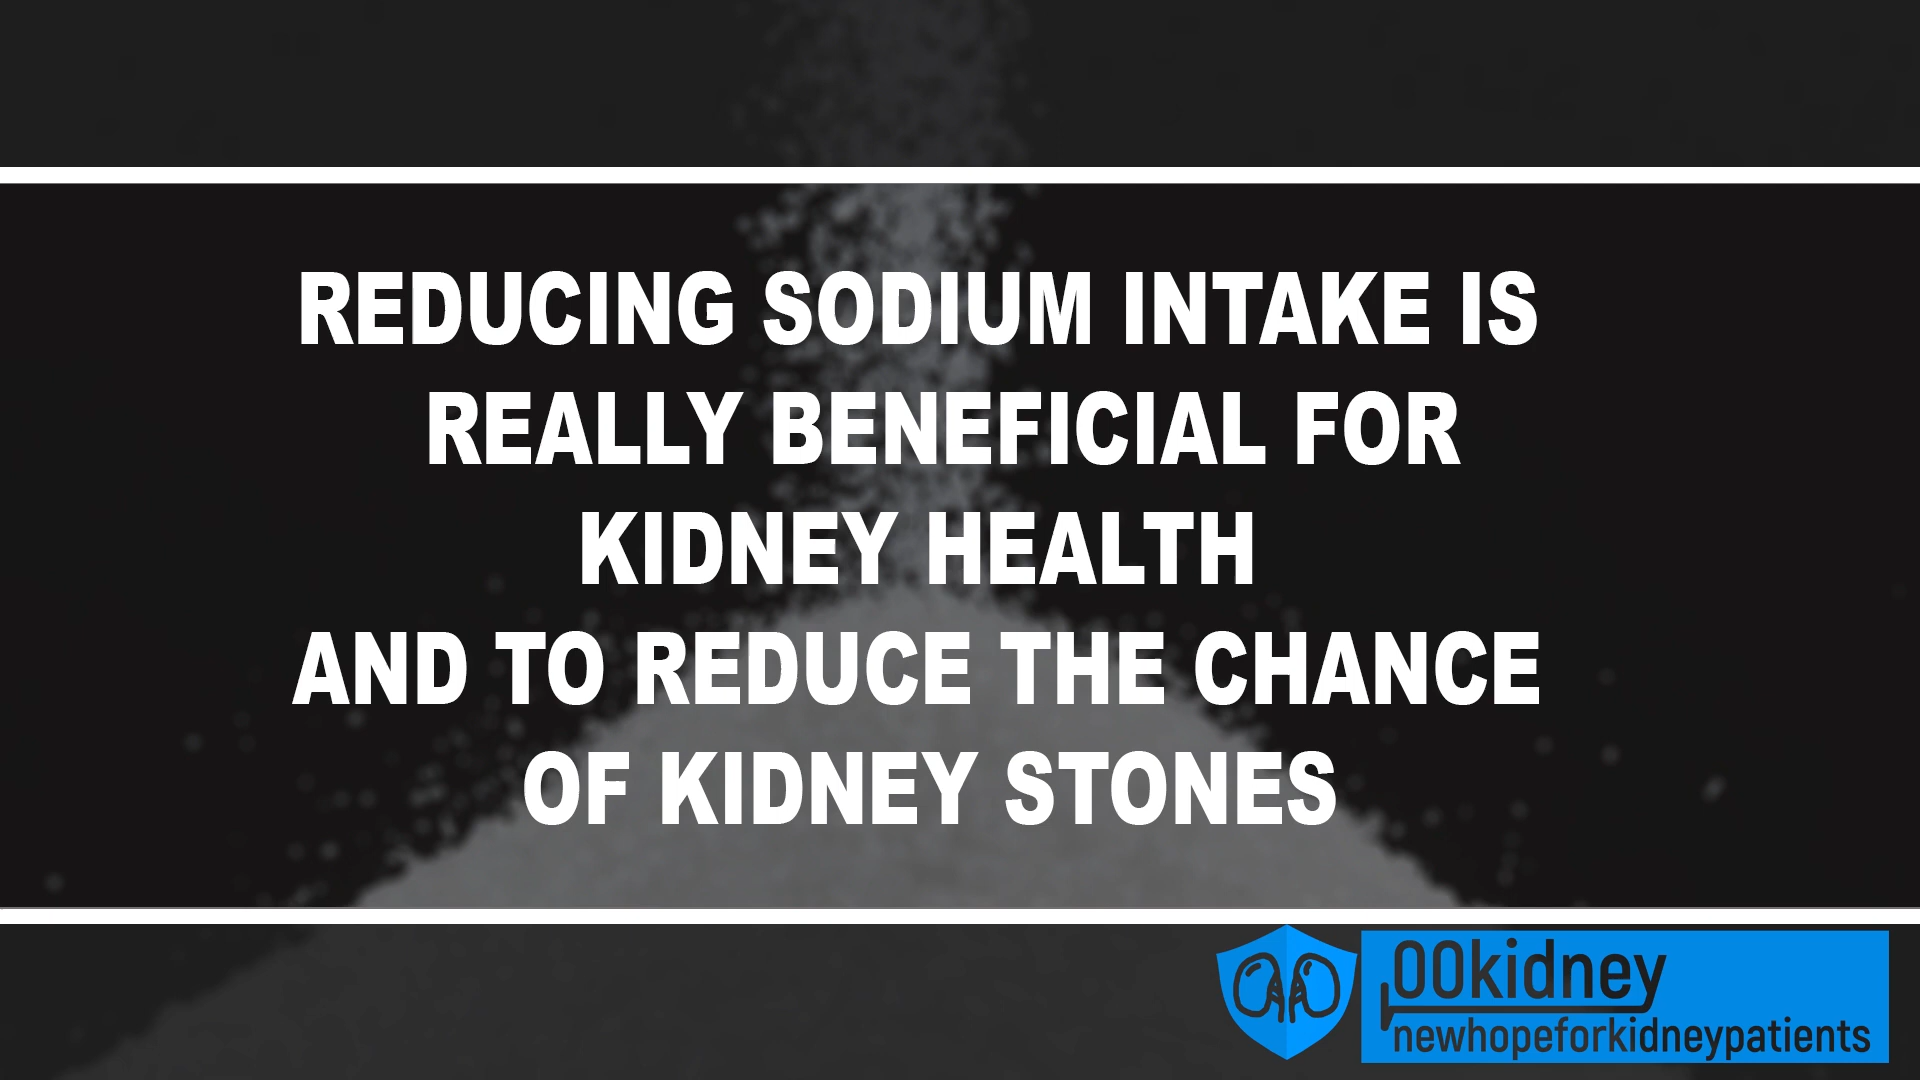 REDUCING SODIUM INTAKE IS
REALLY BENEFICIAL FOR
KIDNEY HEALTH
AND TO REDUCE THE CHANCE
OF KIDNEY STONES
00kidney
newhopeforkidneypatients